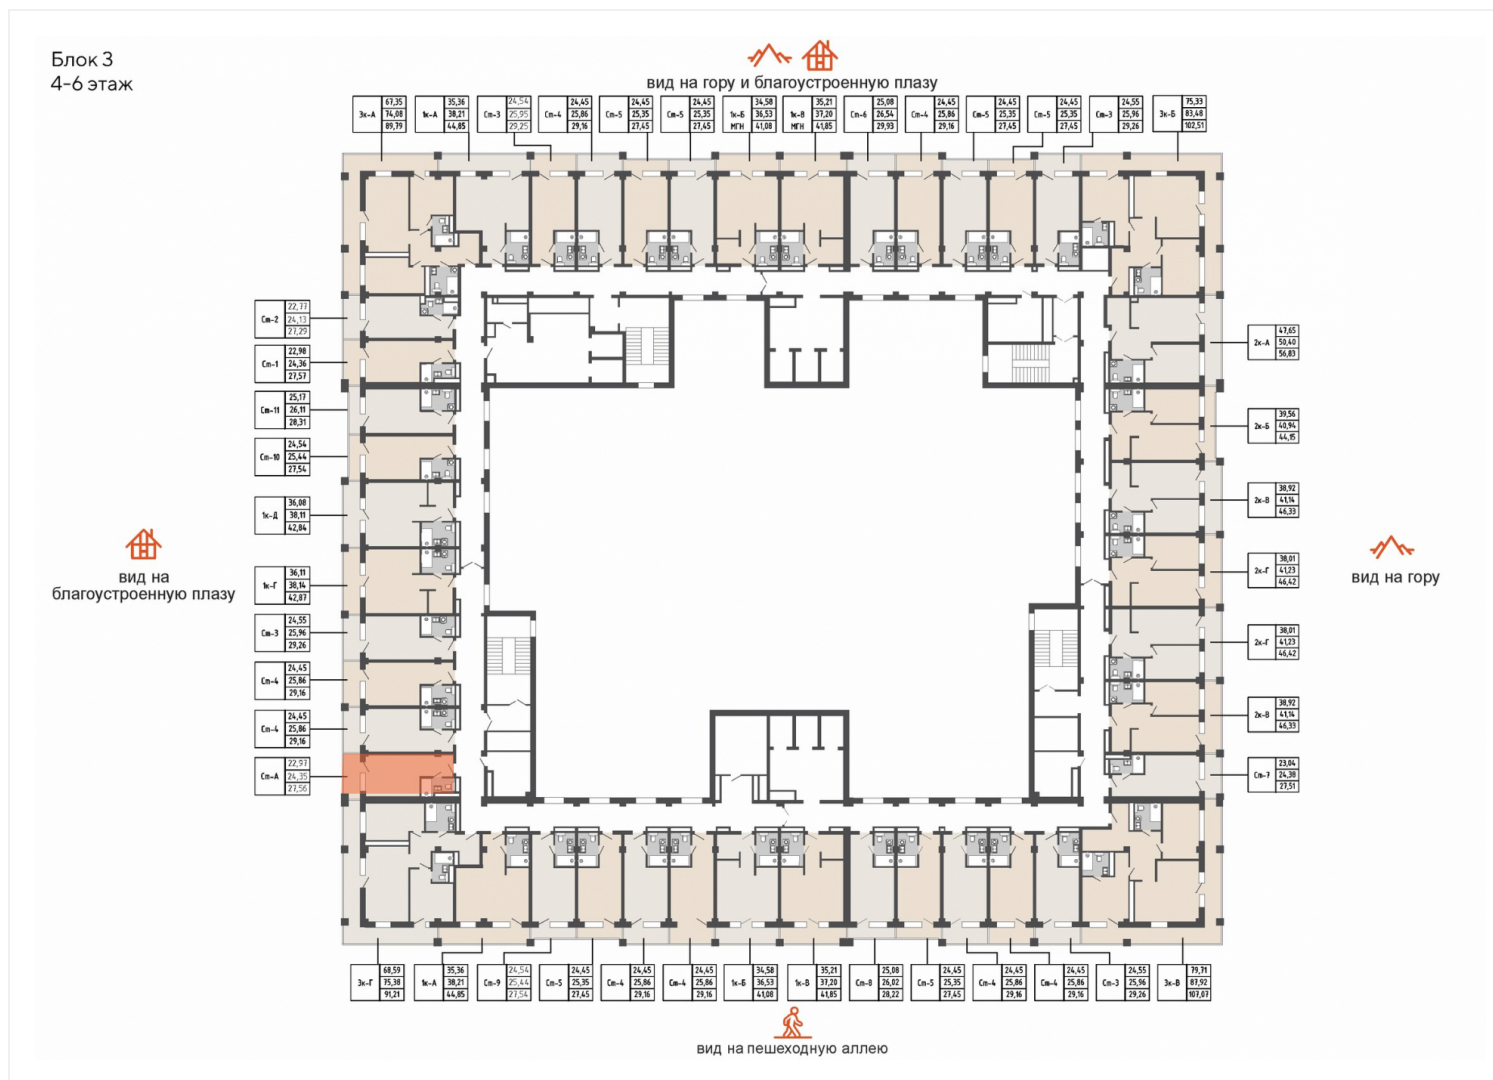 Блок 3
4-6 этаж
вид на гору и благоустроенную плазу
3к-А 67,35 74,08 89,79
1к-А 35,36 38,21 44,85
Ст-3 24,54 25,95 29,25
Ст-4 24,45 25,86 29,16
Ст-5 24,45 25,35 27,45
Ст-5 24,45 25,35 27,45
1к-Б МГН 34,58 36,53 41,08
1к-В МГН 35,21 37,20 41,85
Ст-6 25,08 26,54 29,93
Ст-4 24,45 25,86 29,16
Ст-5 24,45 25,35 27,45
Ст-5 24,45 25,35 27,45
Ст-3 24,55 25,96 29,26
3к-Б 75,33 83,48 102,51
Ст-2 22,77 24,13 27,29
Ст-1 22,98 24,36 27,57
Ст-11 25,17 26,11 28,31
Ст-10 24,54 25,44 27,54
1к-Д 36,08 38,11 42,84
1к-Г 36,11 38,14 42,87
Ст-3 24,55 25,96 29,26
Ст-4 24,45 25,86 29,16
Ст-4 24,45 25,86 29,16
Ст-А 22,97 24,35 27,56
вид на
благоустроенную плазу
2к-А 47,65 50,40 56,83
2к-Б 39,56 40,94 44,15
2к-В 38,92 41,14 46,33
2к-Г 38,01 41,23 46,42
2к-Г 38,01 41,23 46,42
2к-В 38,92 41,14 46,33
Ст-7 23,04 24,38 27,51
вид на гору
3к-Г 68,59 75,38 91,21
1к-А 35,36 38,21 44,85
Ст-9 24,54 25,44 27,54
Ст-5 24,45 25,35 27,45
Ст-4 24,45 25,86 29,16
Ст-4 24,45 25,86 29,16
1к-Б 34,58 36,53 41,08
1к-В 35,21 37,20 41,85
Ст-8 25,08 26,02 28,22
Ст-5 24,45 25,35 27,45
Ст-4 24,45 25,86 29,16
Ст-4 24,45 25,86 29,16
Ст-3 24,55 25,96 29,26
3к-В 79,71 87,92 107,07
вид на пешеходную аллею